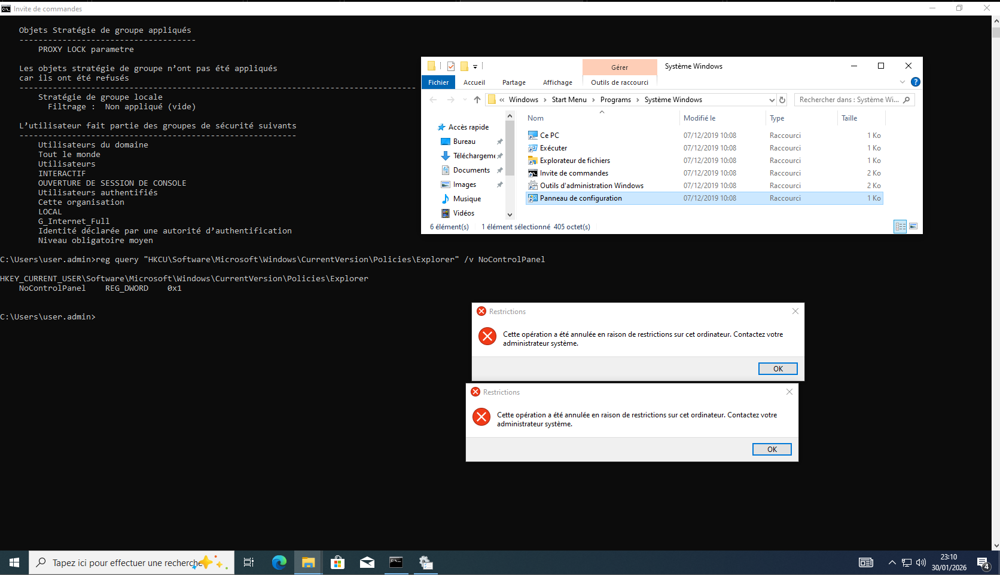 Invite de commandes
Objets Stratégie de groupe appliqués
-------------------------------------
PROXY LOCK parametre
Les objets stratégie de groupe n’ont pas été appliqués
car ils ont été refusés
-----------------------------------------------------------------------------------
Stratégie de groupe locale
Filtrage :  Non appliqué (vide)
L’utilisateur fait partie des groupes de sécurité suivants
----------------------------------------------------------
Utilisateurs du domaine
Tout le monde
Utilisateurs
INTERACTIF
OUVERTURE DE SESSION DE CONSOLE
Utilisateurs authentifiés
Cette organisation
LOCAL
G_Internet_Full
Identité déclarée par une autorité d’authentification
Niveau obligatoire moyen
C:\Users\user.admin>reg query "HKCU\Software\Microsoft\Windows\CurrentVersion\Policies\Explorer" /v NoControlPanel
HKEY_CURRENT_USER\Software\Microsoft\Windows\CurrentVersion\Policies\Explorer
NoControlPanel    REG_DWORD    0x1
C:\Users\user.admin>
Gérer
Système Windows
Fichier Accueil Partage Affichage Outils de raccourci
« Windows › Start Menu › Programs › Système Windows
Rechercher dans : Système Wi...
Nom Modifié le Type Taille
Accès rapide
Bureau
Téléchargeme
Documents
Images
Musique
Vidéos
Ce PC 07/12/2019 10:08 Raccourci 1 Ko
Exécuter 07/12/2019 10:08 Raccourci 1 Ko
Explorateur de fichiers 07/12/2019 10:08 Raccourci 1 Ko
Invite de commandes 07/12/2019 10:08 Raccourci 2 Ko
Outils d'administration Windows 07/12/2019 10:08 Raccourci 2 Ko
Panneau de configuration 07/12/2019 10:08 Raccourci 1 Ko
6 élément(s) 1 élément sélectionné 405 octet(s)
Restrictions
Cette opération a été annulée en raison de restrictions sur cet ordinateur. Contactez votre
administrateur système.
OK
Restrictions
Cette opération a été annulée en raison de restrictions sur cet ordinateur. Contactez votre
administrateur système.
OK
Tapez ici pour effectuer une recherche
23:10
30/01/2026
4